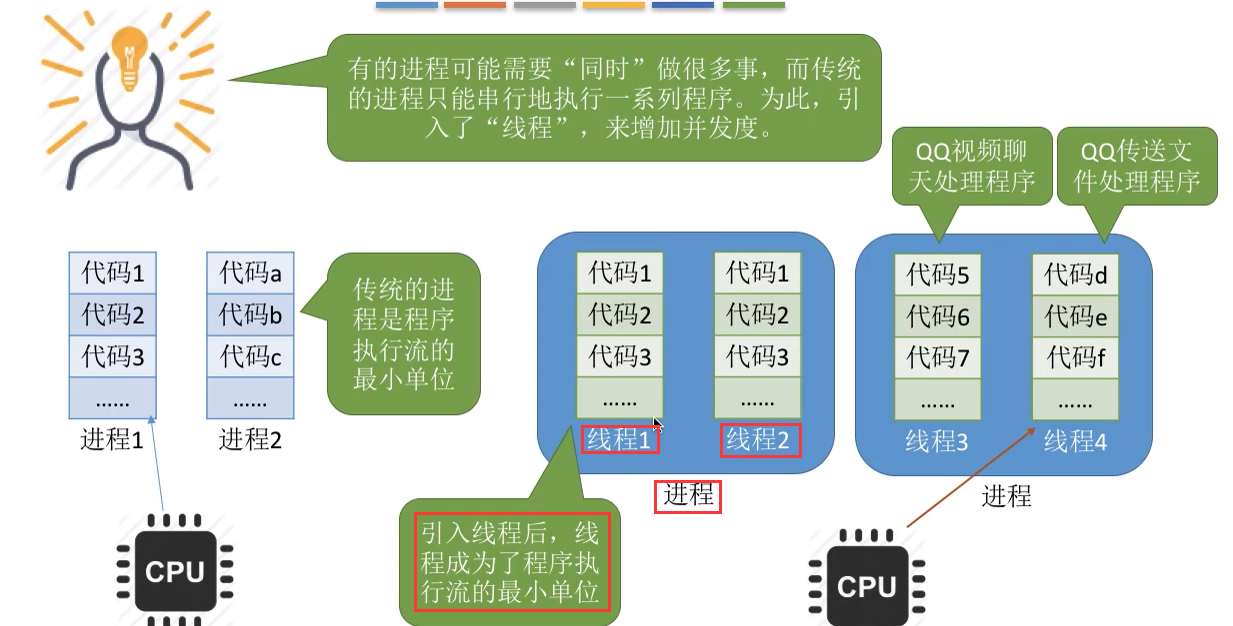 有的进程可能需要“同时”做很多事，而传统
的进程只能串行地执行一系列程序。为此，引
入了“线程”，来增加并发度。
QQ视频聊
天处理程序
QQ传送文
件处理程序
代码1
代码2
代码3
......
进程1
代码a
代码b
代码c
......
进程2
传统的进
程是程序
执行流的
最小单位
代码1
代码2
代码3
......
线程1
代码1
代码2
代码3
......
线程2
进程
代码5
代码6
代码7
......
线程3
代码d
代码e
代码f
......
线程4
进程
引入线程后，线
程成为了程序执
行流的最小单位
CPU
CPU